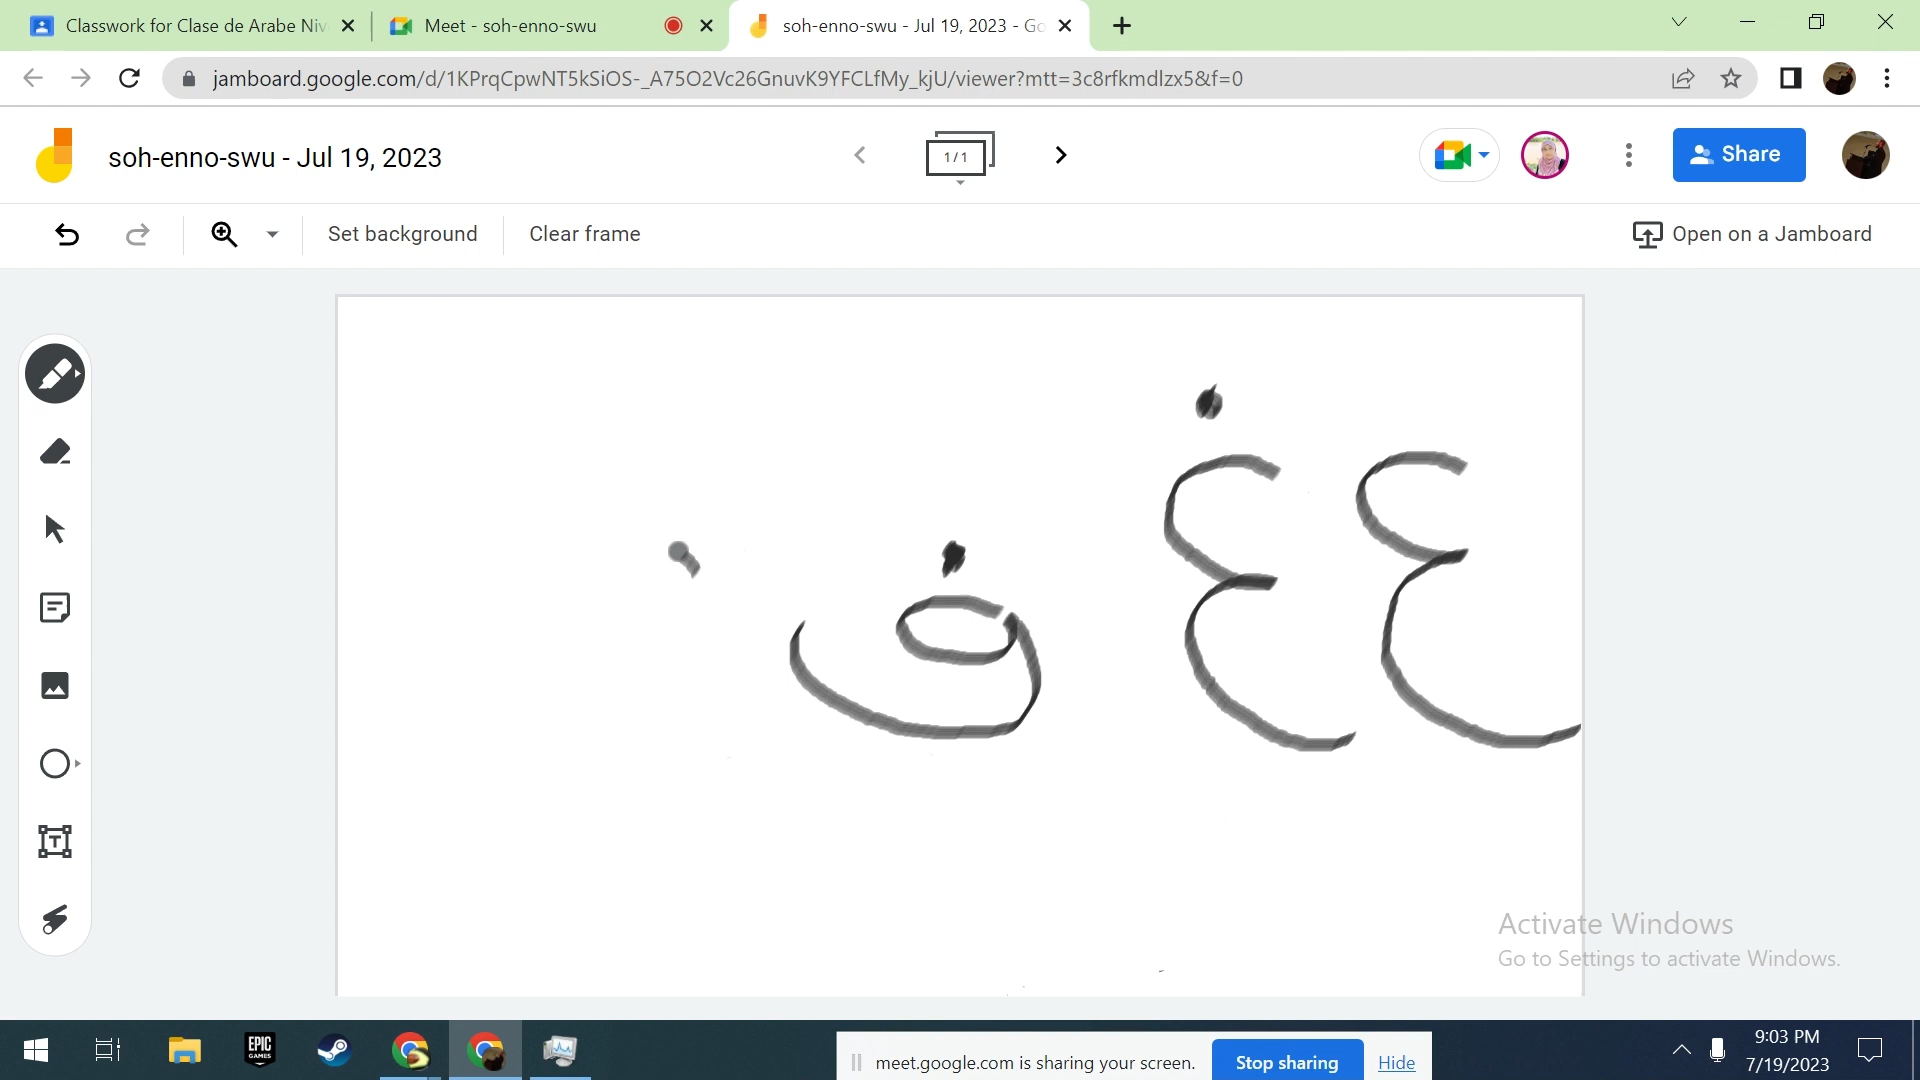 Classwork for Clase de Arabe Niv
Meet - soh-enno-swu
soh-enno-swu - Jul 19, 2023 - Go
jamboard.google.com/d/1KPrqCpwNT5kSiOS-_A75O2Vc26GnuvK9YFCLfMy_kjU/viewer?mtt=3c8rfkmdlzx5&f=0
soh-enno-swu - Jul 19, 2023
1 / 1
Share
Set background
Clear frame
Open on a Jamboard
ع غ ف
Activate Windows
Go to Settings to activate Windows.
EPIC
GAMES
meet.google.com is sharing your screen.
Stop sharing
Hide
9:03 PM
7/19/2023